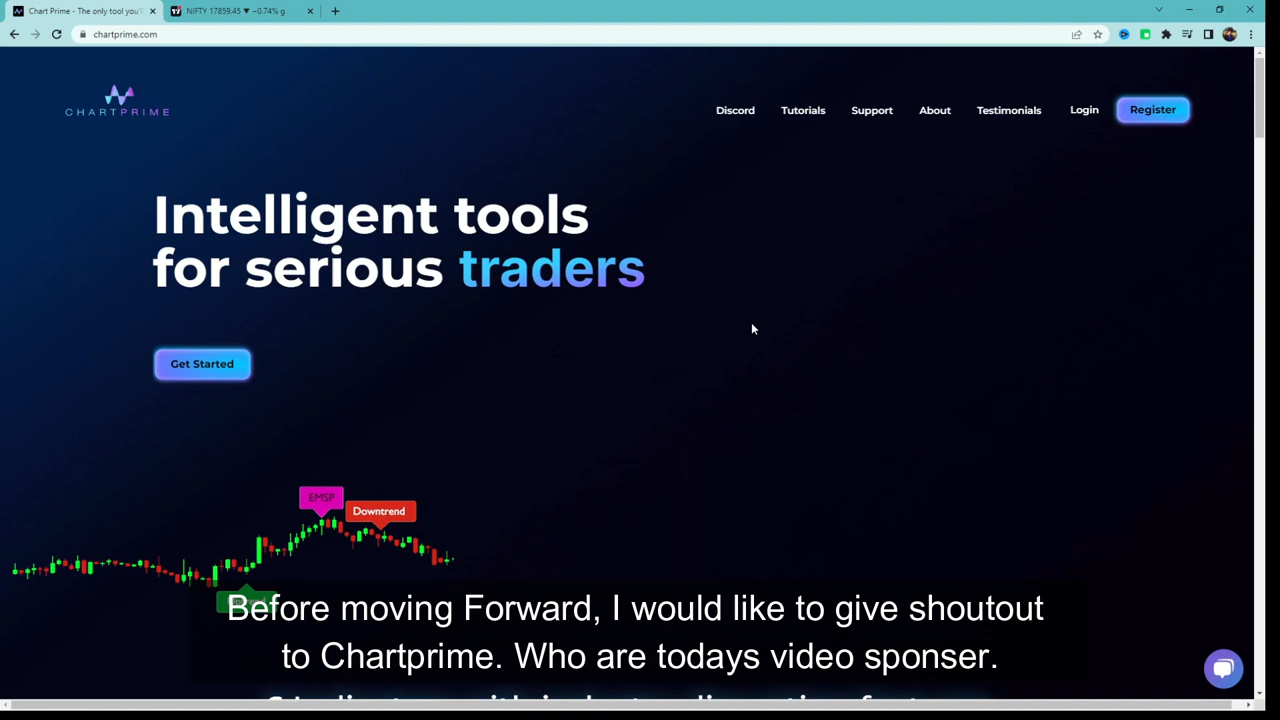 Chart Prime - The only tool you'll
NIFTY 17859.45 ▼ −0.74% g
chartprime.com
CHARTPRIME
Discord
Tutorials
Support
About
Testimonials
Login
Register
Intelligent tools
for serious traders
Get Started
EMSP
Downtrend
Before moving Forward, I would like to give shoutout
to Chartprime. Who are todays video sponser.